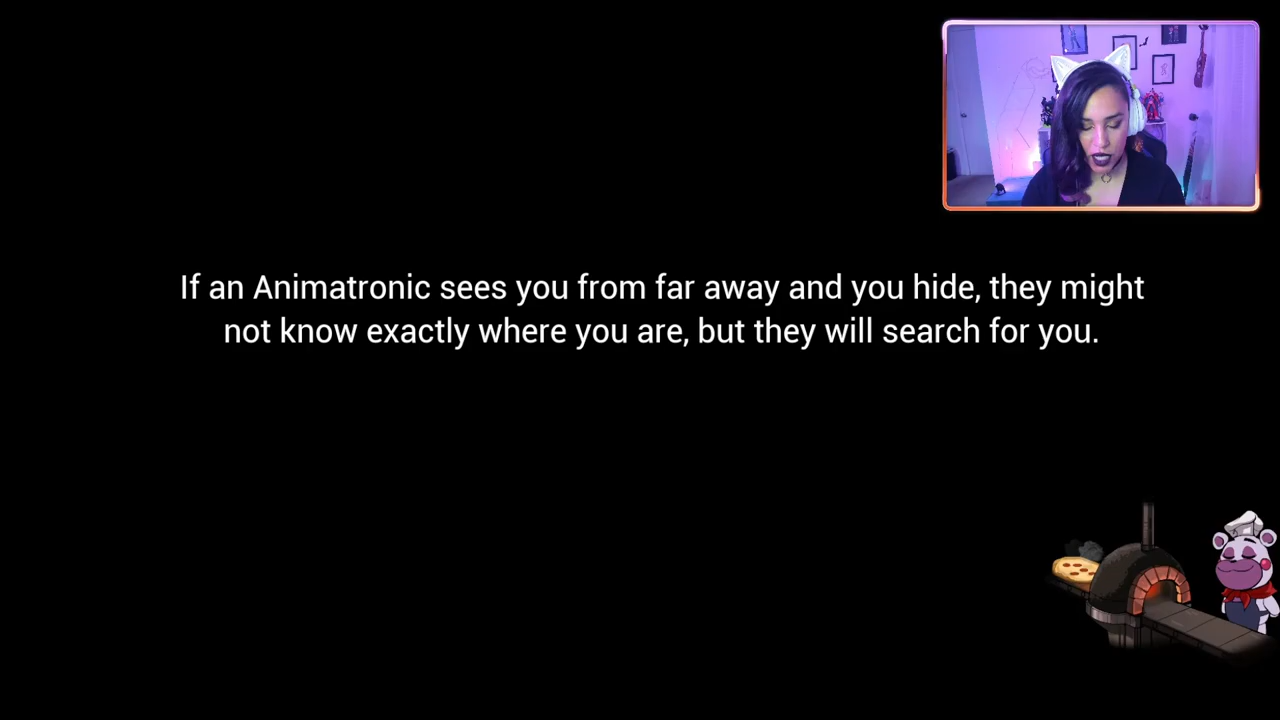 If an Animatronic sees you from far away and you hide, they might
not know exactly where you are, but they will search for you.